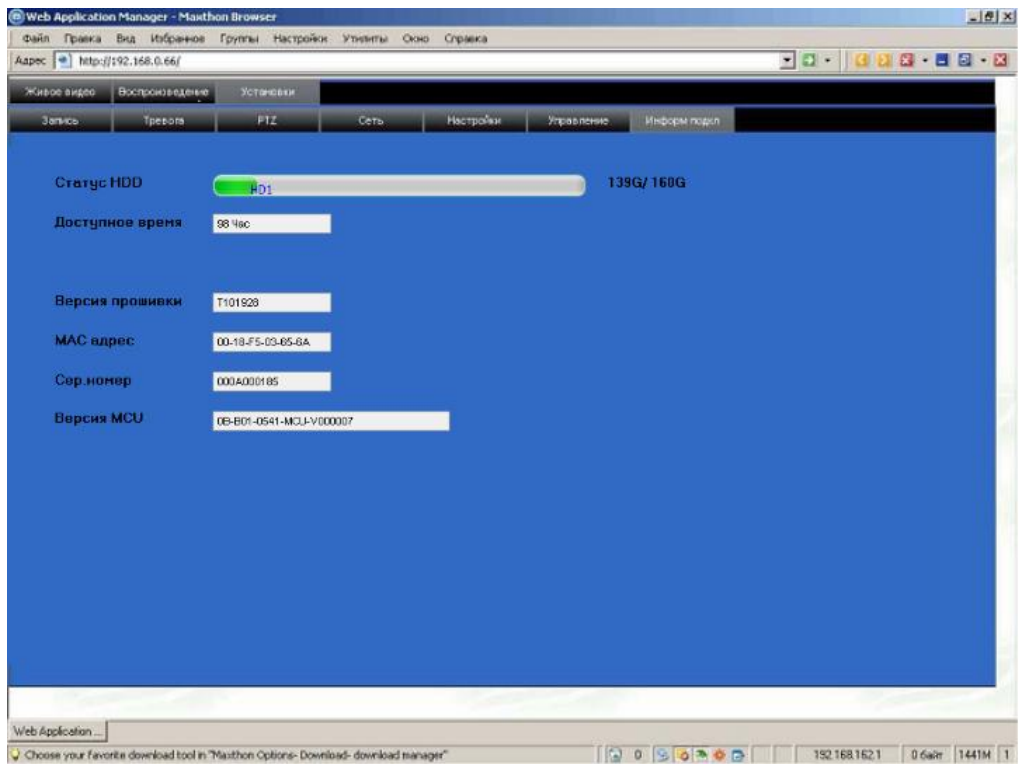 Web Application Manager - Maxthon Browser
Файл Правка Вид Избранное Группы Настройки Утилиты Окно Справка
Адрес http://192.168.0.66/
Живое видео Воспроизведение Установки
Запись Тревога PTZ Сеть Настройки Управление Информ подкл
Статус HDD HD1 139G/ 160G
Доступное время 98 Час
Версия прошивки T101928
MAC адрес 00-18-F5-03-65-6A
Сер.номер 000A000185
Версия MCU 0B-B01-0541-MCU-V000007
Web Application ...
Choose your favorite download tool in "Maxthon Options- Download- download manager" 0 192.168.162.1 0 байт 1441M 1